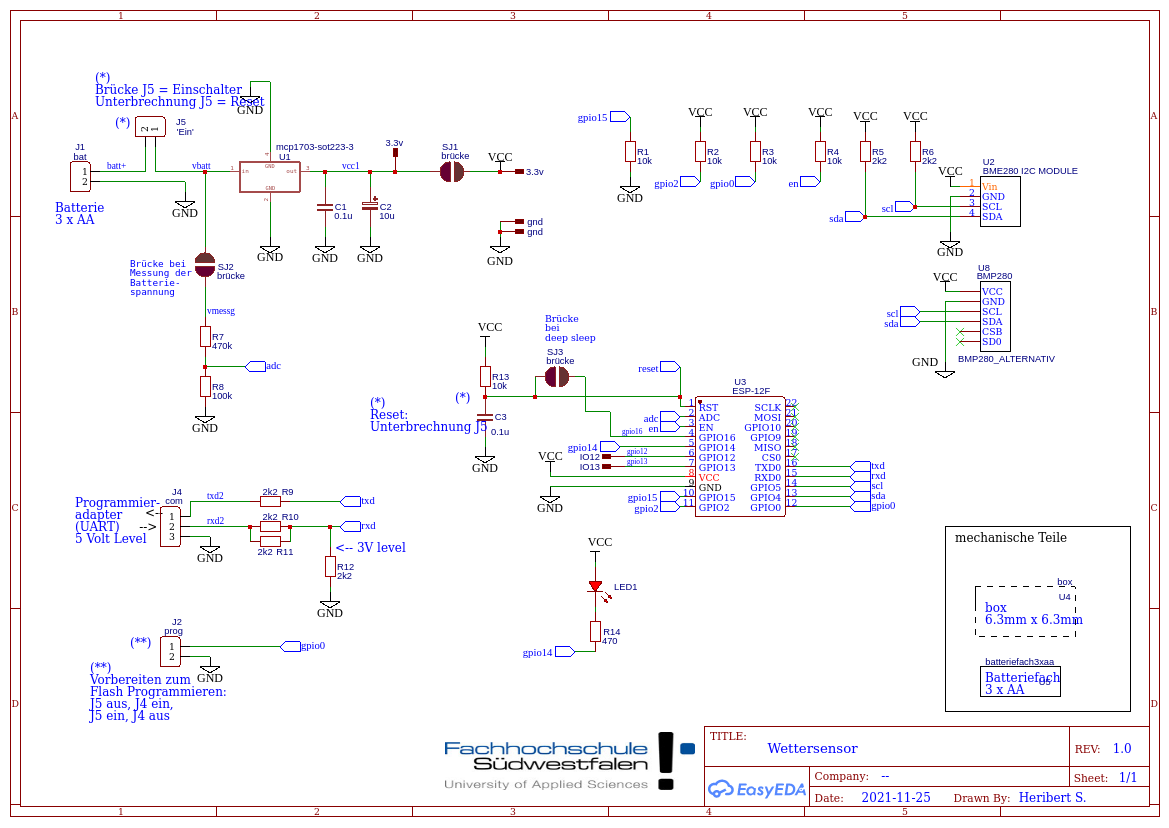 1 2 3 4 5
A A
B B
C C
D D
1 2 3 4 5
(*)
Brücke J5 = Einschalter
Unterbrechnung J5 = Reset
GND
(*)
2 1
J5
'Ein'
J1
bat
1
2
batt+
vbatt
GND
Batterie
3 x AA
mcp1703-sot223-3
U1
4
GND
1 in
out 3
GND
2
GND
vcc1
C1
0.1u
GND
C2
10u
GND
3.3v
SJ1
brücke
VCC
3.3v
gnd
gnd
GND
Brücke bei
Messung der
Batterie-
spannung
SJ2
brücke
vmessg
R7
470k
adc
R8
100k
GND
gpio15
R1
10k
GND
VCC
R2
10k
gpio2
VCC
R3
10k
gpio0
VCC
R4
10k
en
VCC
R5
2k2
sda
VCC
R6
2k2
scl
VCC
U2
BME280 I2C MODULE
1 Vin
2 GND
3 SCL
4 SDA
GND
U8
BMP280
VCC
VCC
GND
SCL
SDA
CSB
SD0
scl
sda
GND
BMP280_ALTERNATIV
VCC
R13
10k
(*)
C3
0.1u
GND
(*)
Reset:
Unterbrechnung J5
Brücke
bei
deep sleep
SJ3
brücke
reset
U3
ESP-12F
1 RST
2 ADC
3 EN
4 GPIO16
5 GPIO14
6 GPIO12
7 GPIO13
8 VCC
9 GND
10 GPIO15
11 GPIO2
SCLK 22
MOSI 21
GPIO10 20
GPIO9 19
MISO 18
CS0 17
TXD0 16
RXD0 15
GPIO5 14
GPIO4 13
GPIO0 12
adc
en
gpio16
gpio14
IO12 gpio12
IO13 gpio13
VCC
GND
gpio15
gpio2
txd
rxd
scl
sda
gpio0
Programmier-
adapter
(UART)
5 Volt Level
<--
-->
J4
com
1
2
3
txd2
2k2 R9
txd
rxd2
2k2 R10
2k2 R11
rxd
GND
<-- 3V level
R12
2k2
GND
VCC
LED1
R14
470
gpio14
J2
prog
(**)
1
2
gpio0
GND
(**)
Vorbereiten zum
Flash Programmieren:
J5 aus, J4 ein,
J5 ein, J4 aus
mechanische Teile
box
U4
box
6.3mm x 6.3mm
batteriefach3xaa
Batteriefach
3 x AA
U5
Fachhochschule
Südwestfalen
University of Applied Sciences
TITLE:
Wettersensor
REV: 1.0
EasyEDA
Company: --
Sheet: 1/1
Date: 2021-11-25
Drawn By: Heribert S.